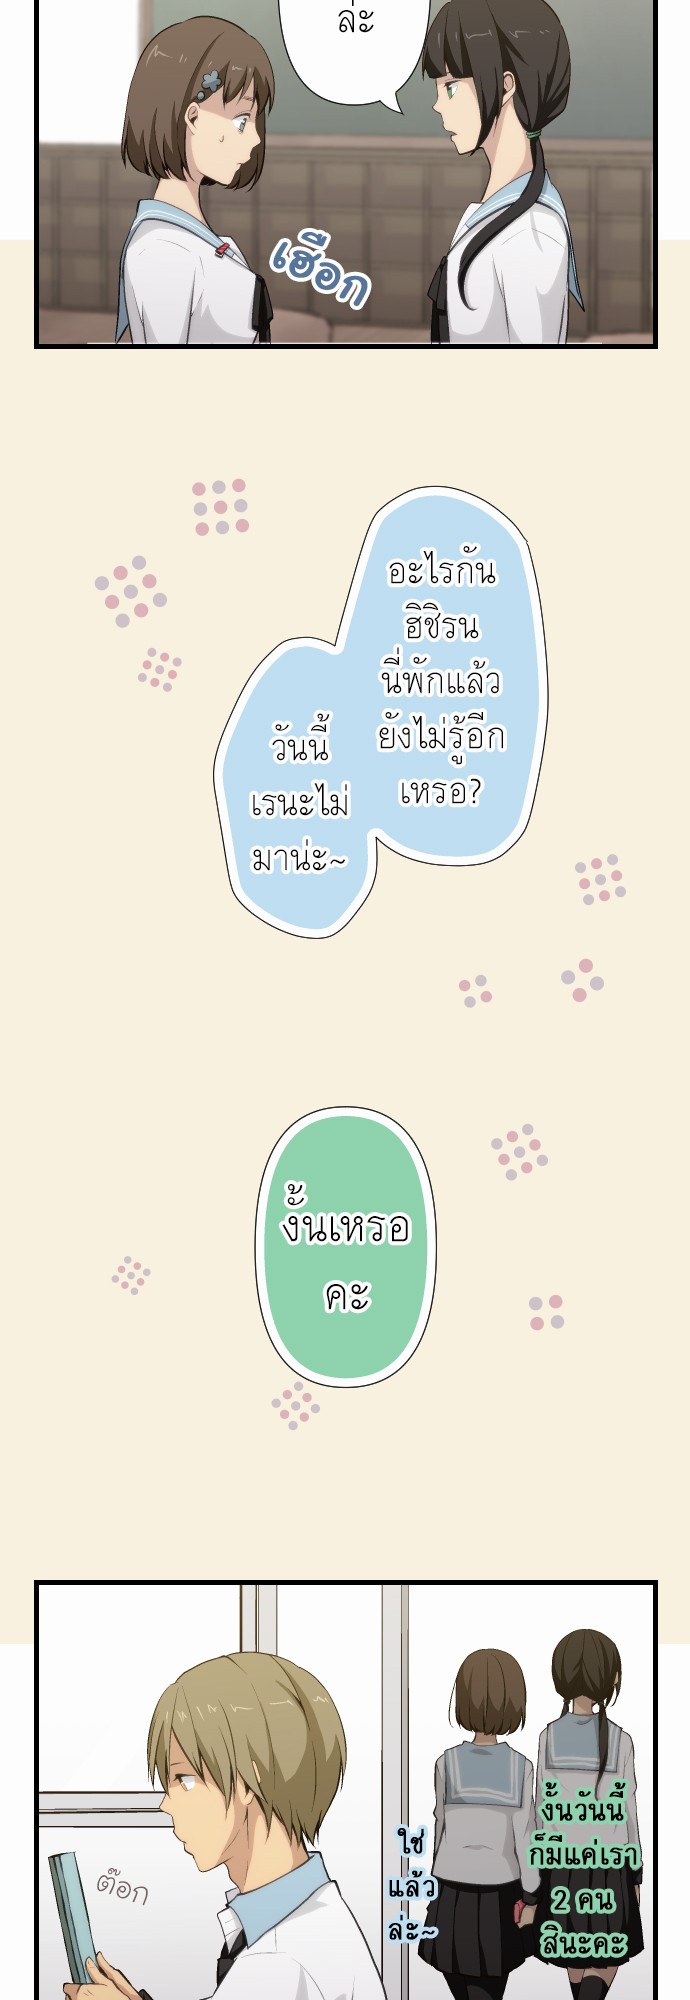 ล่ะ
เฮือก
อะไรกัน
ฮิชิรน
นี่พักแล้ว
ยังไม่รู้อีก
เหรอ?
วันนี้
เรนะไม่
มาน่ะ~
งั้นเหรอ
คะ
งั้นวันนี้
ก็มีแค่เรา
2 คน
สินะคะ
ใช่
แล้ว
ล่ะ~
ต๊อก